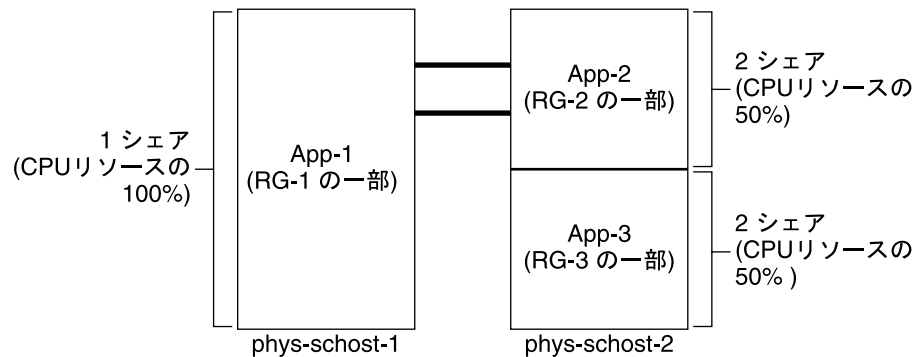 1 シェア
(CPUリソースの
100%)
App-1
(RG-1 の一部)
phys-schost-1
App-2
(RG-2 の一部)
2 シェア
(CPUリソースの
50%)
App-3
(RG-3 の一部)
2 シェア
(CPUリソースの
50% )
phys-schost-2